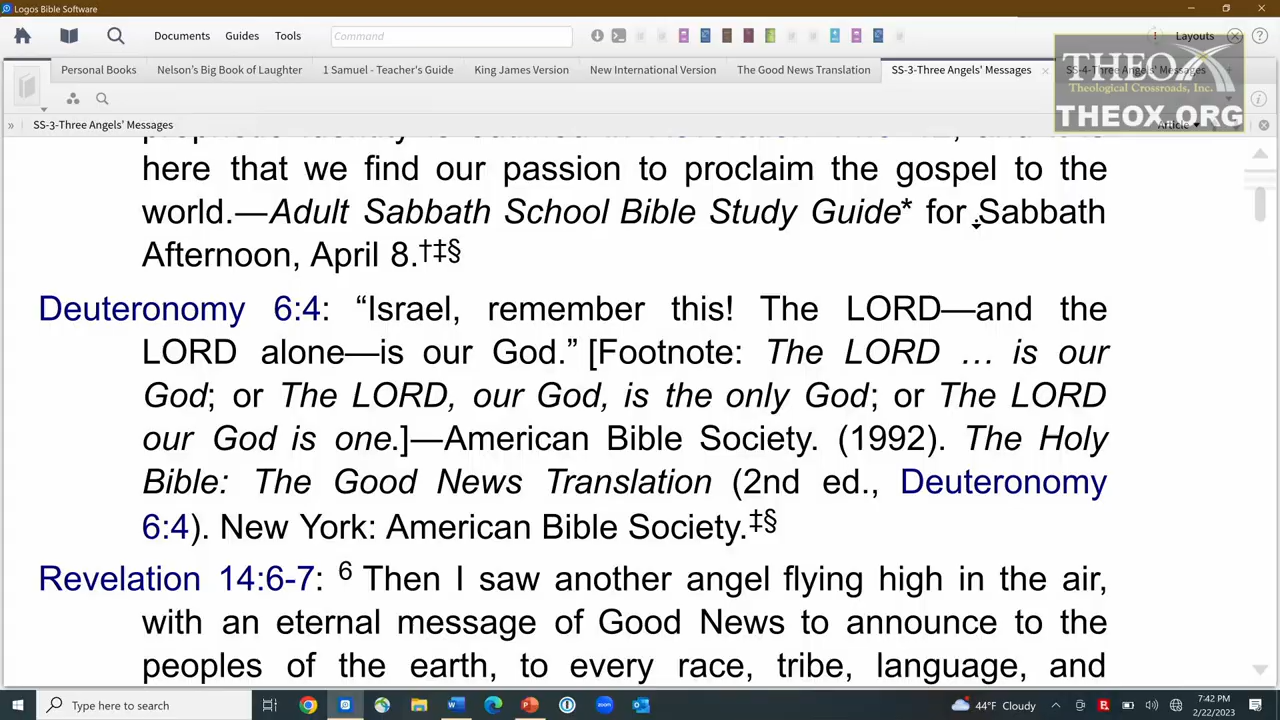 Logos Bible Software
Documents Guides Tools Command Layouts
Personal Books Nelson's Big Book of Laughter King James Version New International Version The Good News Translation SS-3-Three Angels' Messages SS-4-Three Angels' Messages
THEOX
Theological Crossroads, Inc.
THEOX.ORG
SS-3-Three Angels' Messages Article
here that we find our passion to proclaim the gospel to the
world.—Adult Sabbath School Bible Study Guide* for Sabbath
Afternoon, April 8.†‡§
Deuteronomy 6:4: “Israel, remember this! The LORD—and the
LORD alone—is our God.” [Footnote: The LORD … is our
God; or The LORD, our God, is the only God; or The LORD
our God is one.]—American Bible Society. (1992). The Holy
Bible: The Good News Translation (2nd ed., Deuteronomy
6:4). New York: American Bible Society.‡§
Revelation 14:6-7: 6 Then I saw another angel flying high in the air,
with an eternal message of Good News to announce to the
peoples of the earth, to every race, tribe, language, and
Type here to search 44°F Cloudy 7:42 PM
2/22/2023